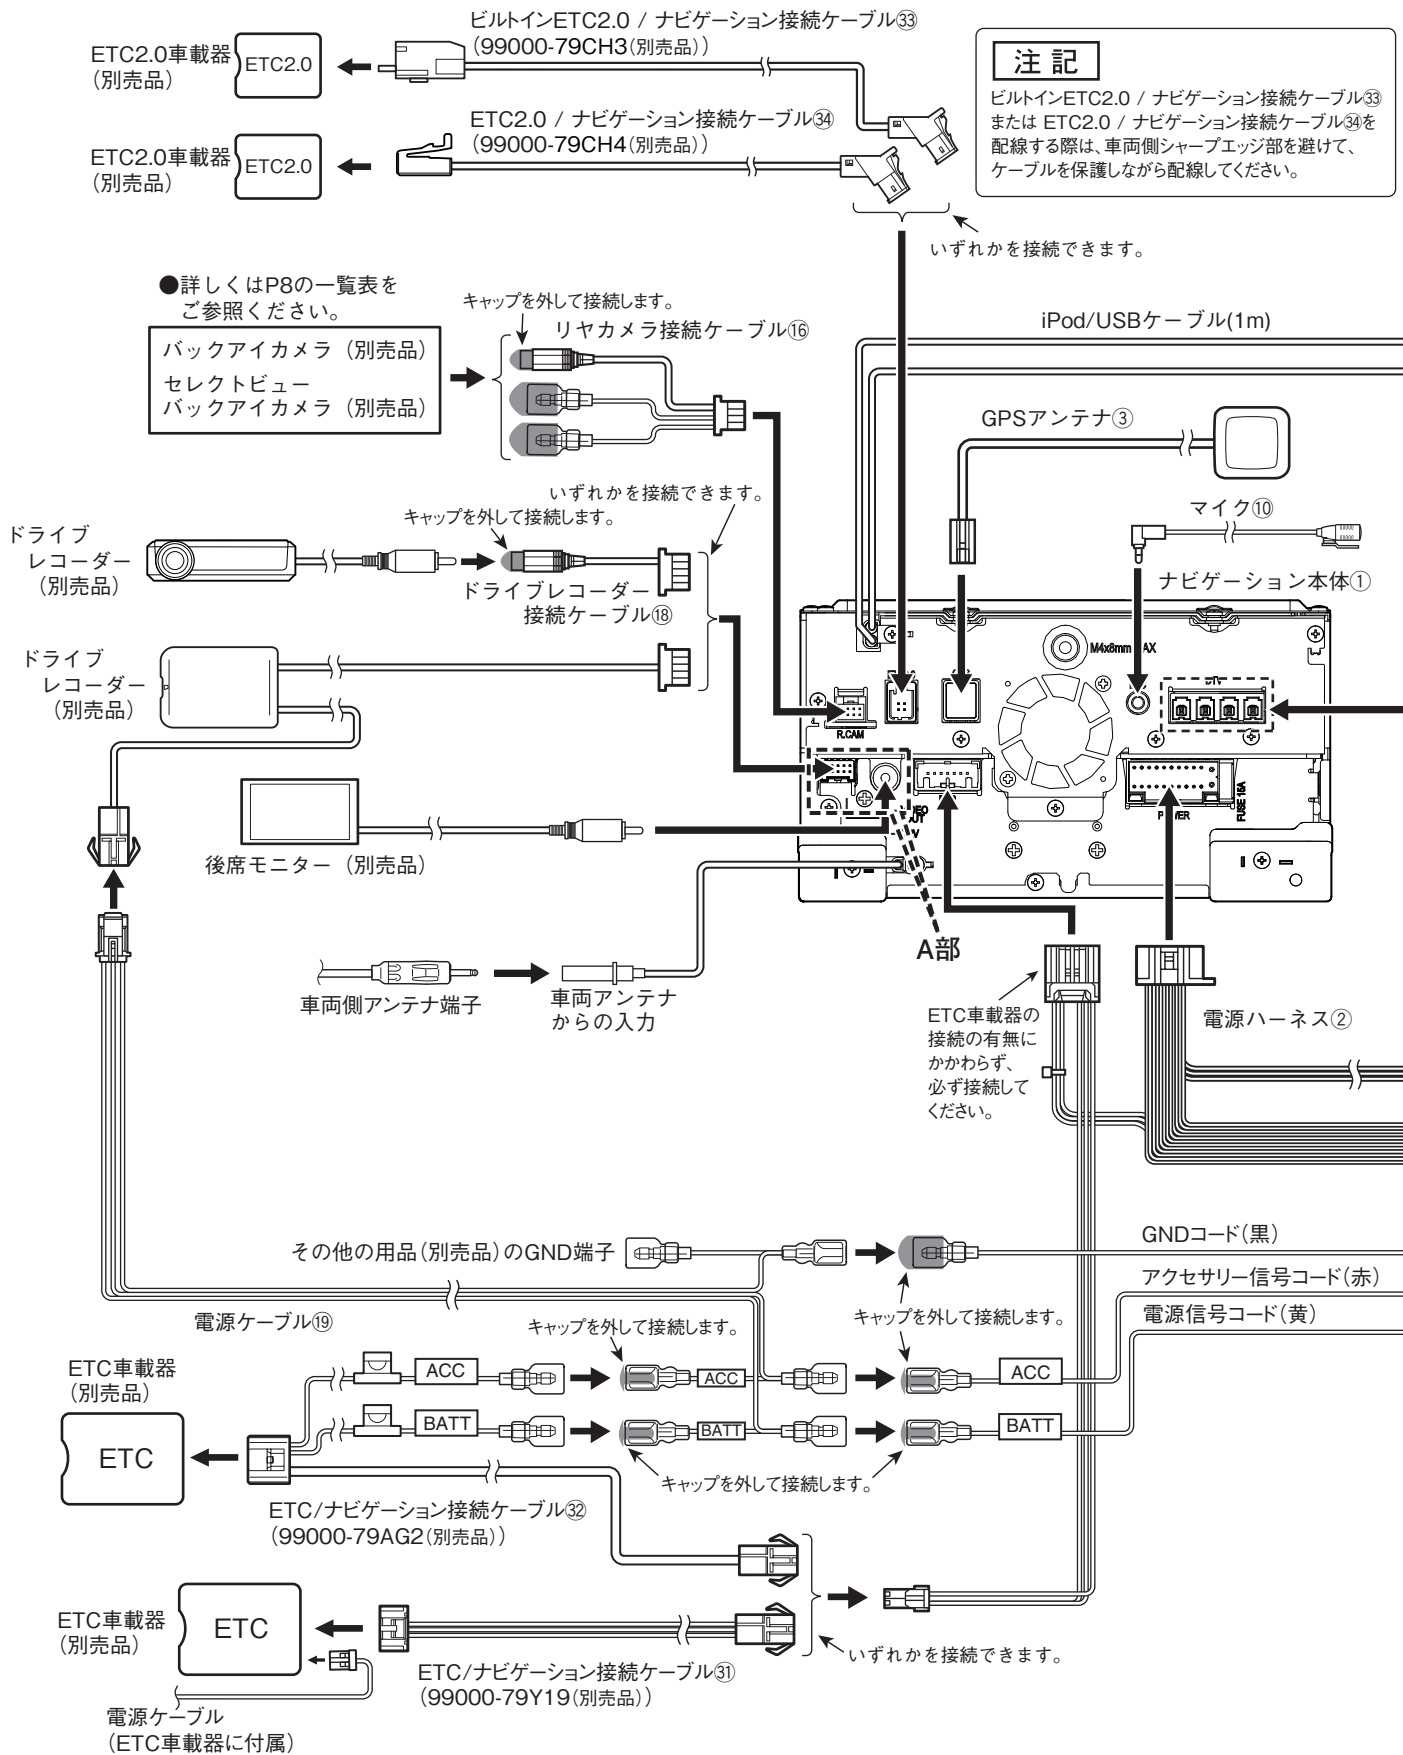 ビルトインETC2.0 / ナビゲーション接続ケーブル㉝
(99000-79CH3(別売品))
ETC2.0車載器
(別売品)
ETC2.0
ETC2.0 / ナビゲーション接続ケーブル㉞
(99000-79CH4(別売品))
ETC2.0車載器
(別売品)
ETC2.0
注 記
ビルトインETC2.0 / ナビゲーション接続ケーブル㉝
または ETC2.0 / ナビゲーション接続ケーブル㉞を
配線する際は、車両側シャープエッジ部を避けて、
ケーブルを保護しながら配線してください。
いずれかを接続できます。
●詳しくはP8の一覧表を
ご参照ください。
バックアイカメラ(別売品)
セレクトビュー
バックアイカメラ(別売品)
キャップを外して接続します。
リヤカメラ接続ケーブル⑯
iPod/USBケーブル(1m)
GPSアンテナ③
マイク⑩
ナビゲーション本体①
いずれかを接続できます。
キャップを外して接続します。
ドライブ
レコーダー
(別売品)
ドライブレコーダー
接続ケーブル⑱
ドライブ
レコーダー
(別売品)
R.CAM
POWER
FUSE 15A
後席モニター(別売品)
A部
車両側アンテナ端子
車両アンテナ
からの入力
ETC車載器の
接続の有無に
かかわらず、
必ず接続して
ください。
電源ハーネス②
その他の用品(別売品)のGND端子
GNDコード(黒)
アクセサリー信号コード(赤)
電源信号コード(黄)
電源ケーブル⑲
キャップを外して接続します。
キャップを外して接続します。
ETC車載器
(別売品)
ETC
ACC
ACC
ACC
BATT
BATT
BATT
キャップを外して接続します。
ETC/ナビゲーション接続ケーブル㉜
(99000-79AG2(別売品))
ETC車載器
(別売品)
ETC
ETC/ナビゲーション接続ケーブル㉛
(99000-79Y19(別売品))
いずれかを接続できます。
電源ケーブル
(ETC車載器に付属)